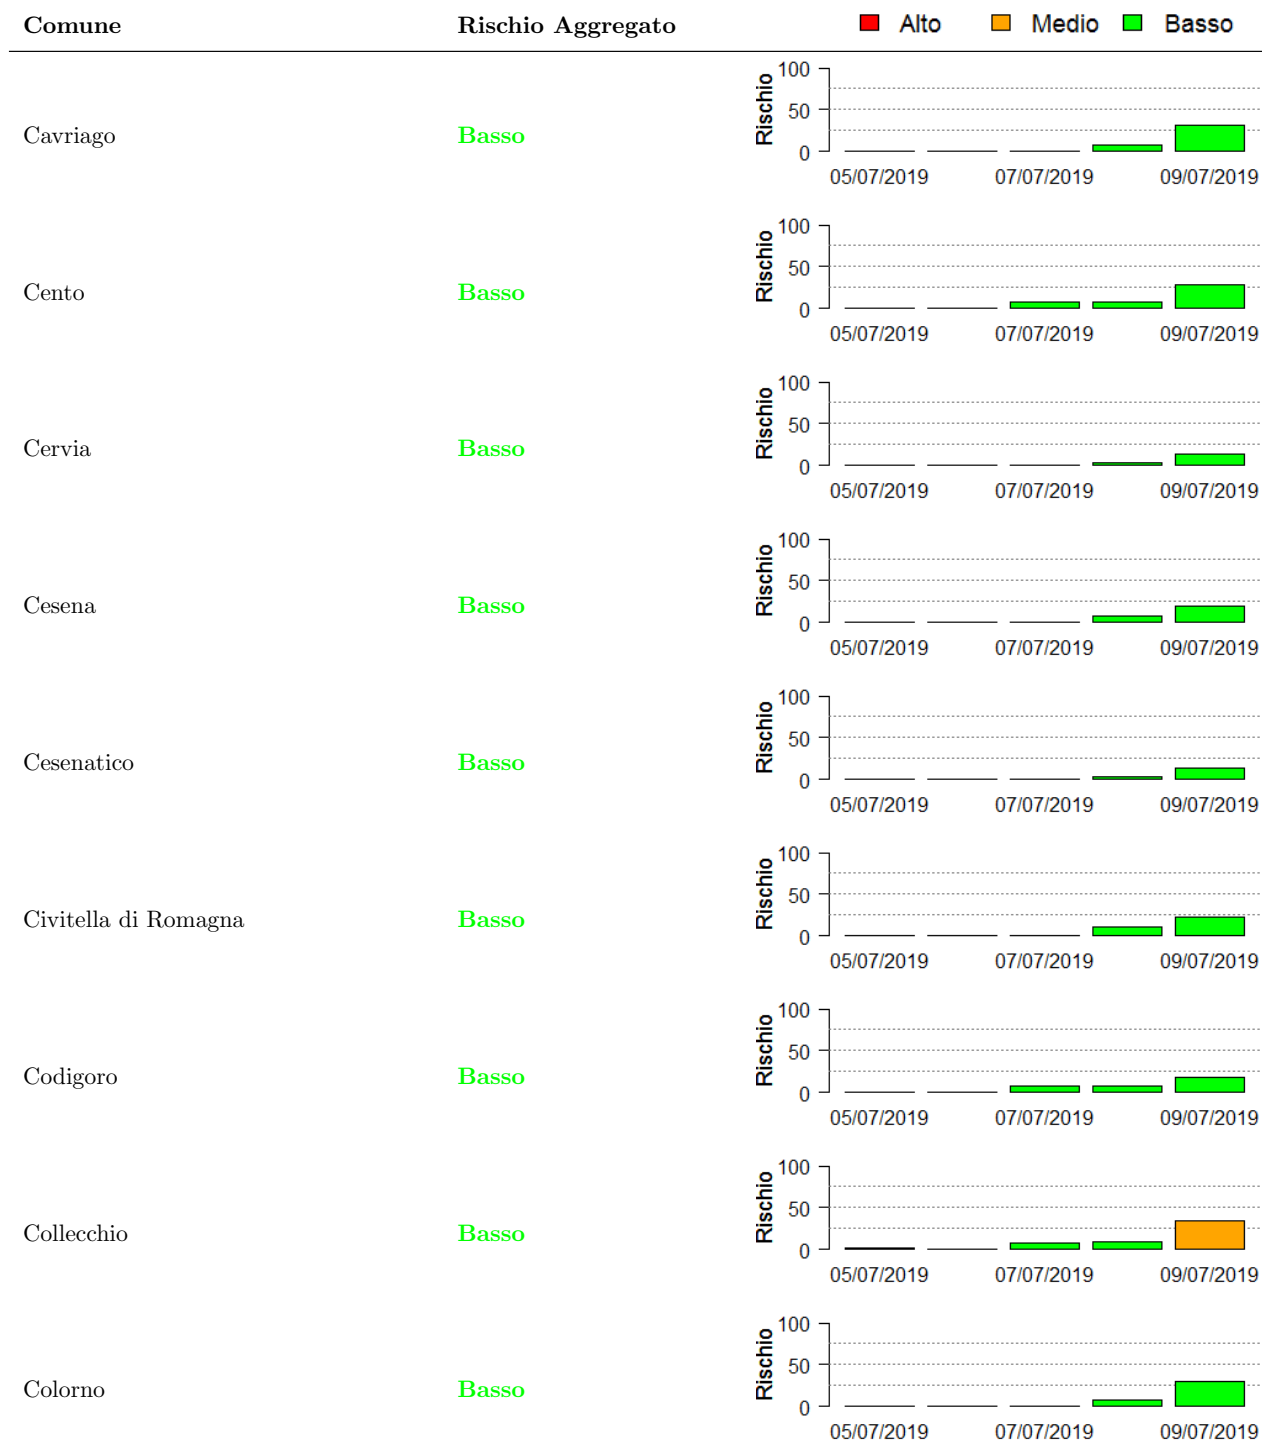 Comune Rischio Aggregato Alto Medio Basso
100
50
0
Rischio
Cavriago Basso
05/07/2019 07/07/2019 09/07/2019
100
50
0
Rischio
Cento Basso
05/07/2019 07/07/2019 09/07/2019
100
50
0
Rischio
Cervia Basso
05/07/2019 07/07/2019 09/07/2019
100
50
0
Rischio
Cesena Basso
05/07/2019 07/07/2019 09/07/2019
100
50
0
Rischio
Cesenatico Basso
05/07/2019 07/07/2019 09/07/2019
100
50
0
Rischio
Civitella di Romagna Basso
05/07/2019 07/07/2019 09/07/2019
100
50
0
Rischio
Codigoro Basso
05/07/2019 07/07/2019 09/07/2019
100
50
0
Rischio
Collecchio Basso
05/07/2019 07/07/2019 09/07/2019
100
50
0
Rischio
Colorno Basso
05/07/2019 07/07/2019 09/07/2019